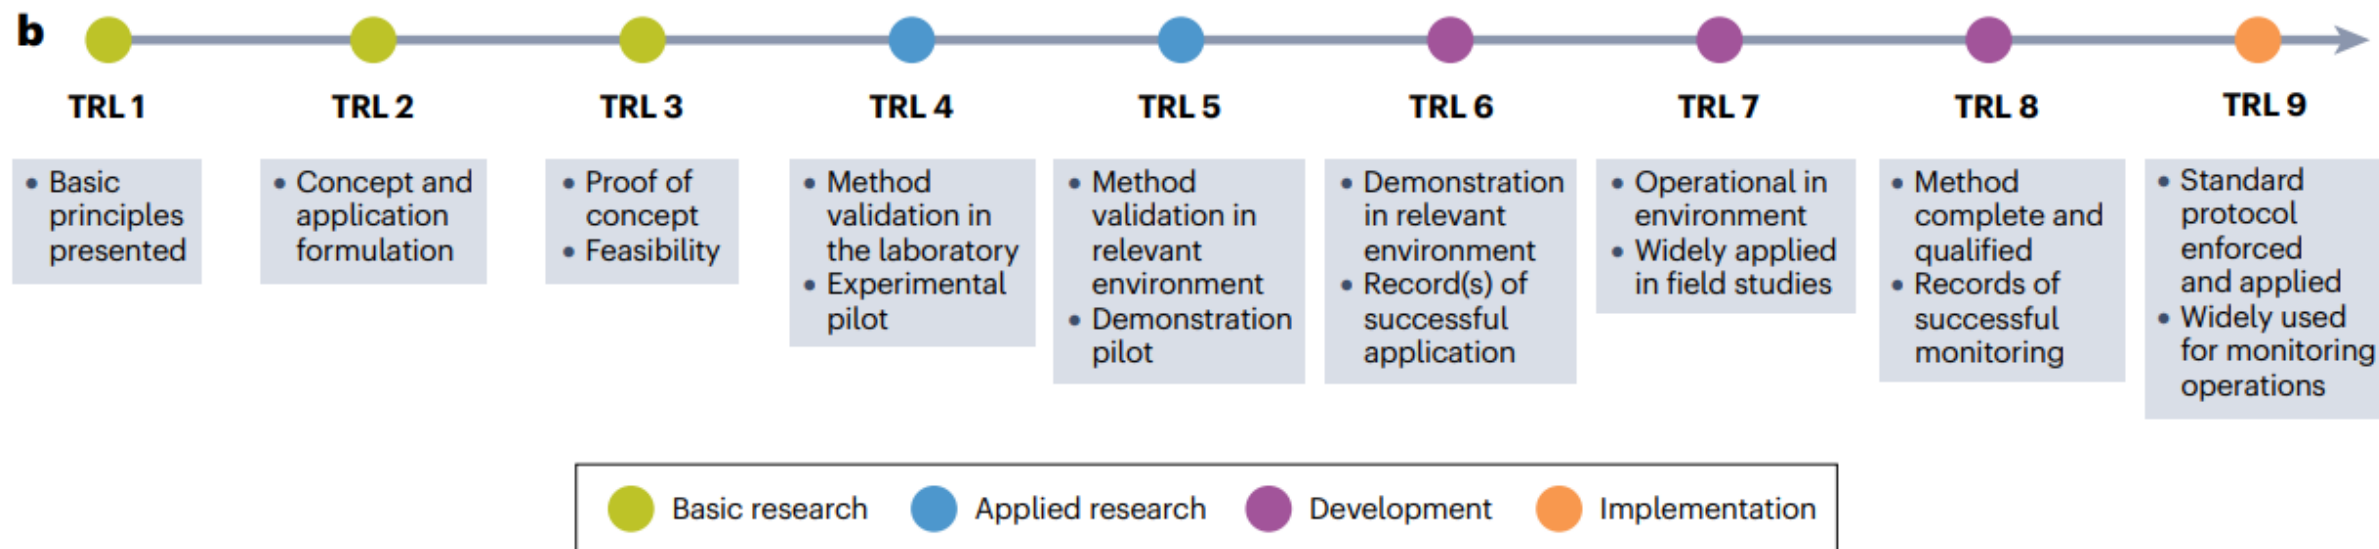 b
TRL 1
TRL 2
TRL 3
TRL 4
TRL 5
TRL 6
TRL 7
TRL 8
TRL 9
• Basic
principles
presented
• Concept and
application
formulation
• Proof of
concept
• Feasibility
• Method
validation in
the laboratory
• Experimental
pilot
• Method
validation in
relevant
environment
• Demonstration
pilot
• Demonstration
in relevant
environment
• Record(s) of
successful
application
• Operational in
environment
• Widely applied
in field studies
• Method
complete and
qualified
• Records of
successful
monitoring
• Standard
protocol
enforced
and applied
• Widely used
for monitoring
operations
Basic research
Applied research
Development
Implementation